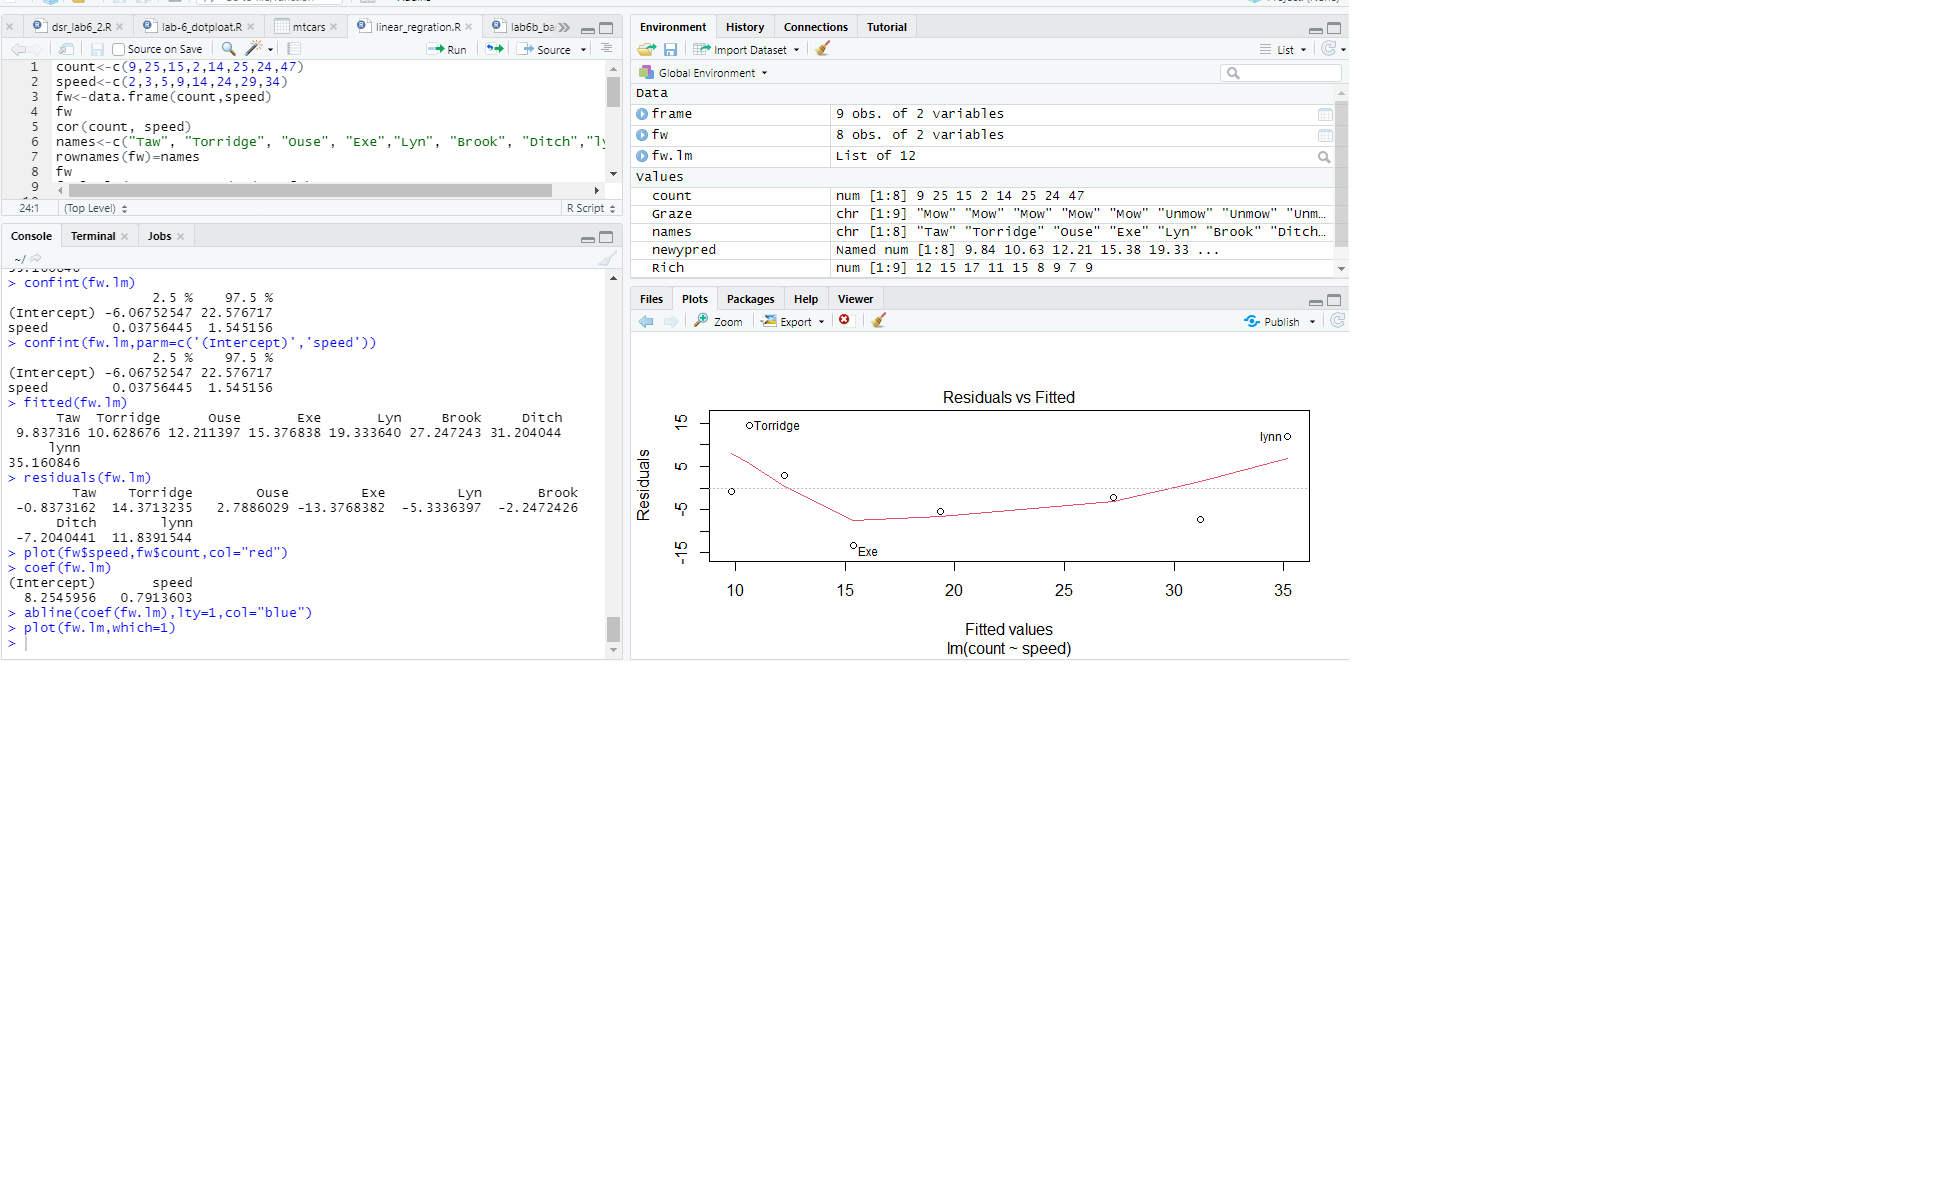 dsr_lab6_2.R
lab-6_dotploat.R
mtcars
linear_regration.R
lab6b_ba
Source on Save
Run
Source
1 count<-c(9,25,15,2,14,25,24,47)
2 speed<-c(2,3,5,9,14,24,29,34)
3 fw<-data.frame(count,speed)
4 fw
5 cor(count, speed)
6 names<-c("Taw", "Torridge", "Ouse", "Exe","Lyn", "Brook", "Ditch","ly
7 rownames(fw)=names
8 fw
9
24:1 (Top Level) R Script
Console Terminal Jobs
~/
> confint(fw.lm)
2.5 % 97.5 %
(Intercept) -6.06752547 22.576717
speed 0.03756445 1.545156
> confint(fw.lm,parm=c('(Intercept)','speed'))
2.5 % 97.5 %
(Intercept) -6.06752547 22.576717
speed 0.03756445 1.545156
> fitted(fw.lm)
Taw Torridge Ouse Exe Lyn Brook Ditch
9.837316 10.628676 12.211397 15.376838 19.333640 27.247243 31.204044
lynn
35.160846
> residuals(fw.lm)
Taw Torridge Ouse Exe Lyn Brook
-0.8373162 14.3713235 2.7886029 -13.3768382 -5.3336397 -2.2472426
Ditch lynn
-7.2040441 11.8391544
> plot(fw$speed,fw$count,col="red")
> coef(fw.lm)
(Intercept) speed
8.2545956 0.7913603
> abline(coef(fw.lm),lty=1,col="blue")
> plot(fw.lm,which=1)
>
Environment History Connections Tutorial
Import Dataset List
Global Environment
Data
frame 9 obs. of 2 variables
fw 8 obs. of 2 variables
fw.lm List of 12
Values
count num [1:8] 9 25 15 2 14 25 24 47
Graze chr [1:9] "Mow" "Mow" "Mow" "Mow" "Mow" "Unmow" "Unmow" "Unm…
names chr [1:8] "Taw" "Torridge" "Ouse" "Exe" "Lyn" "Brook" "Ditch…
newypred Named num [1:8] 9.84 10.63 12.21 15.38 19.33 ...
Rich num [1:9] 12 15 17 11 15 8 9 7 9
Files Plots Packages Help Viewer
Zoom Export Publish
Residuals vs Fitted
Residuals
15
5
-5
-15
Torridge
lynn
Exe
10 15 20 25 30 35
Fitted values
lm(count ~ speed)